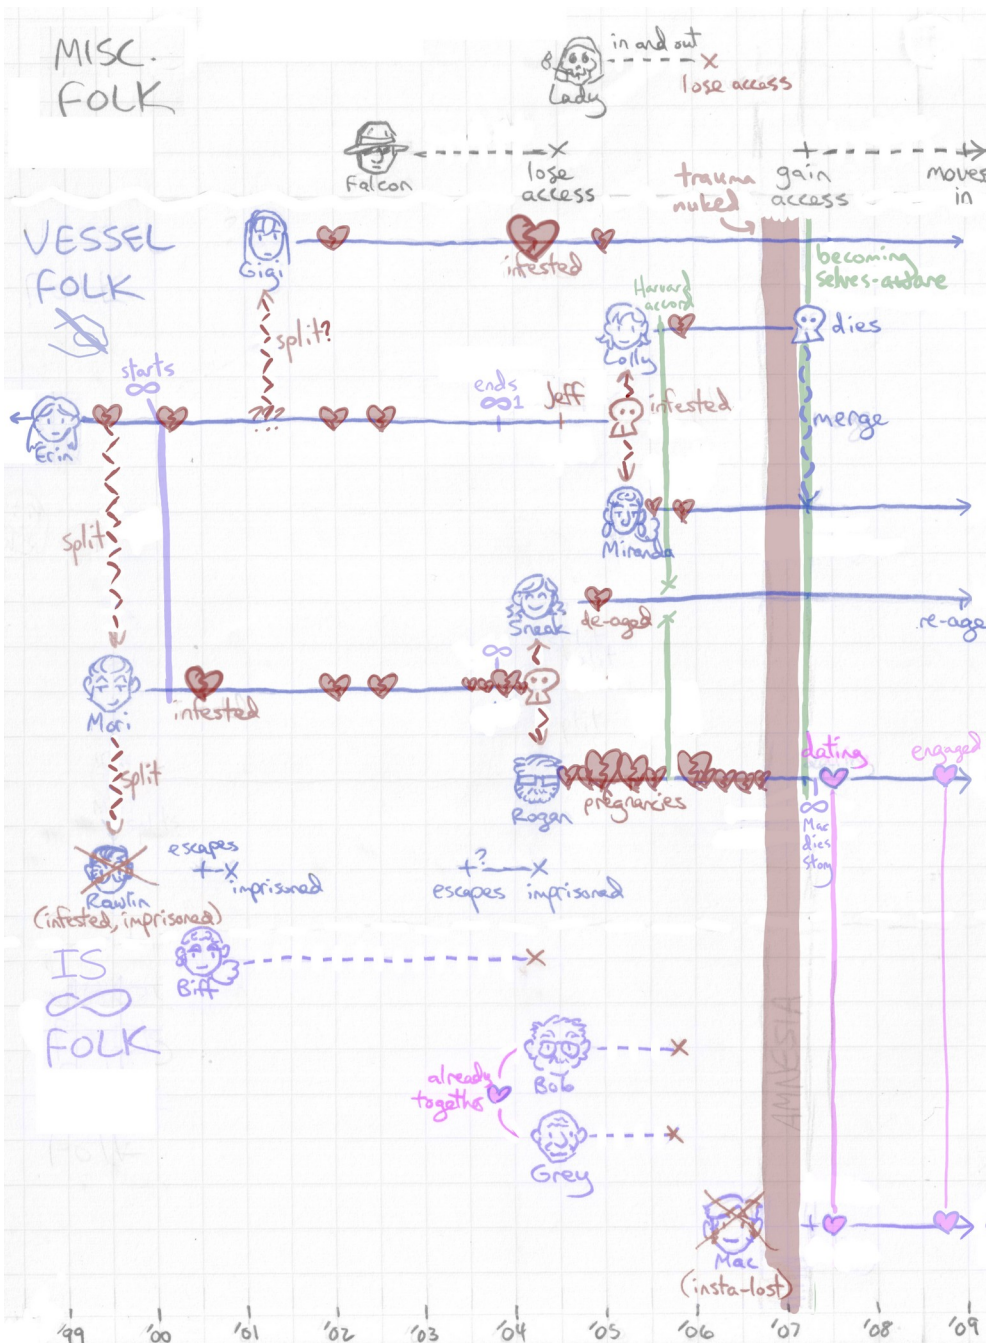 MISC.
FOLK
in and out
Lady
lose access
Falcon
lose
access
trauma
nuked
gain
access
moves
in
VESSEL
FOLK
Gigi
infested
becoming
selves-aware
Harvard
accord
split?
Lolly
dies
starts
∞
ends
∞1
Jeff
infested
???
Erin
merge
split
Miranda
Sneak
de-aged
re-age
∞
Mori
infested
split
dating
engaged
Rogan
pregnancies
∞
Mac
dies
story
escapes
imprisoned
?
escapes
imprisoned
Rawlin
(infested, imprisoned)
IS
∞
FOLK
Biff
already
together
Bob
Grey
AMNESIA
Mac
(insta-lost)
'99 '00 '01 '02 '03 '04 '05 '06 '07 '08 '09